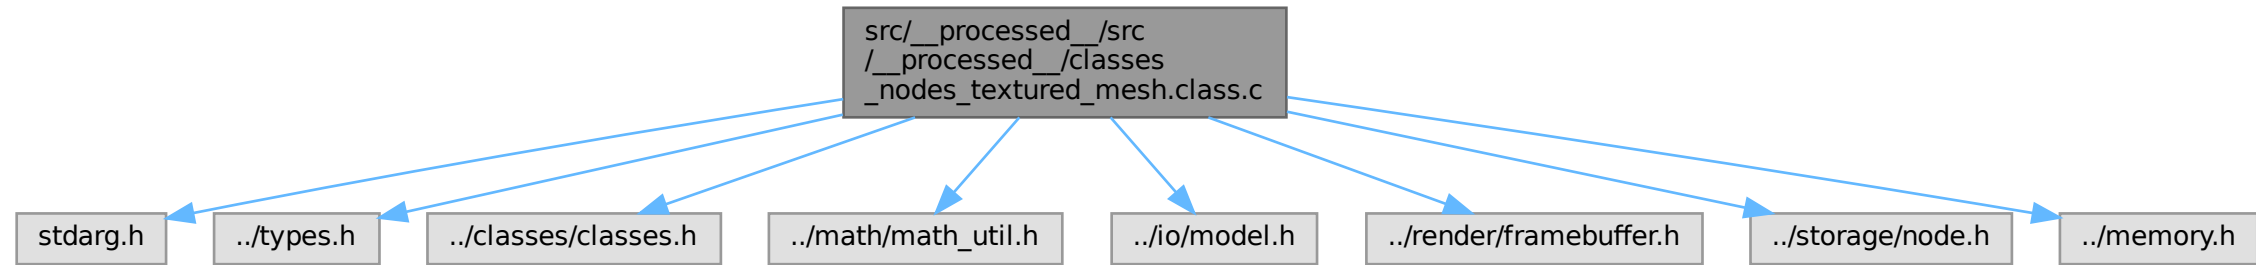 src/__processed__/src
/__processed__/classes
_nodes_textured_mesh.class.c
stdarg.h
../types.h
../classes/classes.h
../math/math_util.h
../io/model.h
../render/framebuffer.h
../storage/node.h
../memory.h